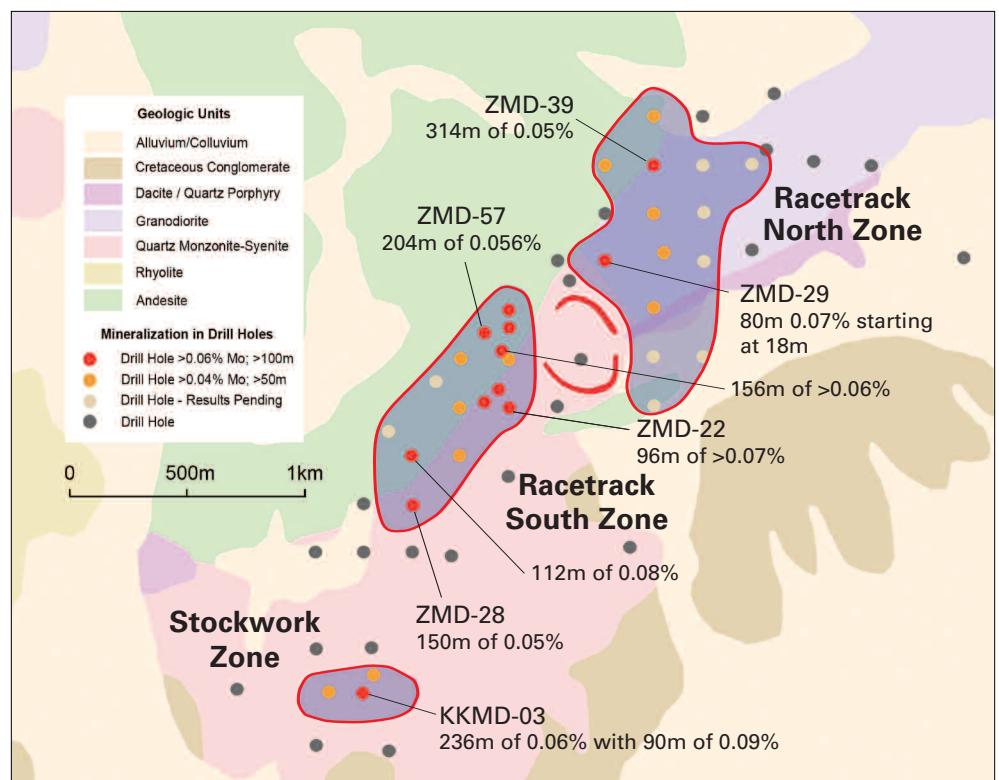 ZMD-39
314m of 0.05%
Geologic Units
Alluvium/Colluvium
Cretaceous Conglomerate
Dacite / Quartz Porphyry
Granodiorite
Quartz Monzonite-Syenite
Rhyolite
Andesite
Mineralization in Drill Holes
Drill Hole >0.06% Mo; >100m
Drill Hole >0.04% Mo; >50m
Drill Hole - Results Pending
Drill Hole
0 500m 1km
ZMD-57
204m of 0.056%
Racetrack
North Zone
ZMD-29
80m 0.07% starting
at 18m
156m of >0.06%
ZMD-22
96m of >0.07%
Racetrack
South Zone
112m of 0.08%
ZMD-28
150m of 0.05%
Stockwork
Zone
KKMD-03
236m of 0.06% with 90m of 0.09%